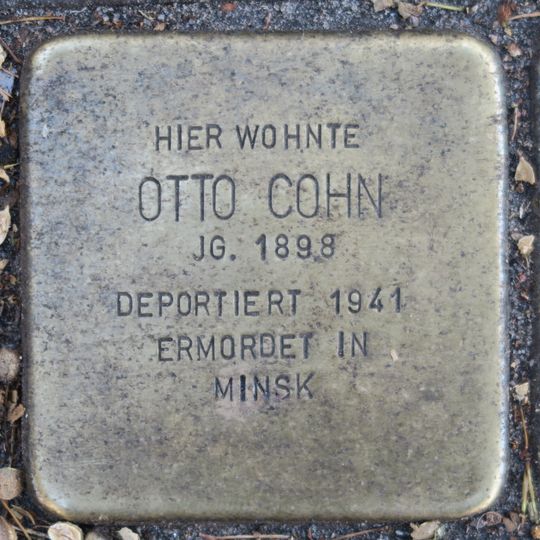 HIER WOHNTE
OTTO COHN
JG. 1898
DEPORTIERT 1941
ERMORDET IN
MINSK